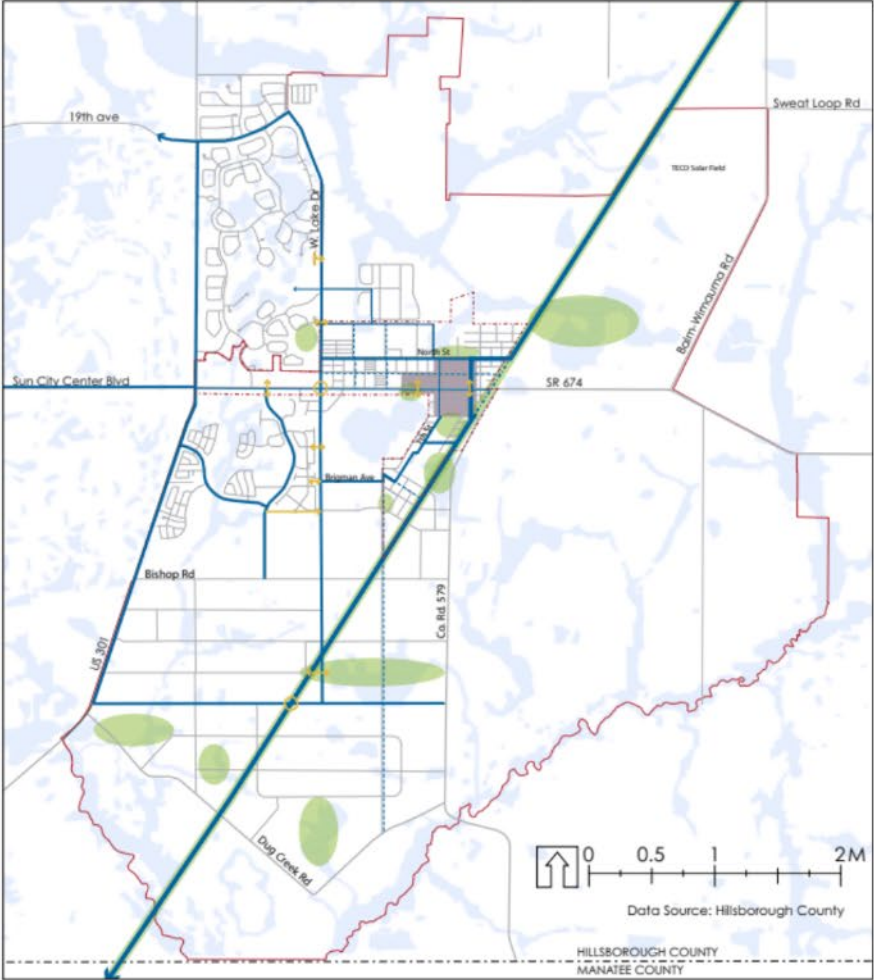 Sweat Loop Rd
19th ave
TECO Solar Field
W. Lake Dr
Balm-Wimauma Rd
North St
Sun City Center Blvd
SR 674
Brigman Ave
Bishop Rd
Co. Rd. 579
US 301
Dug Creek Rd
0 0.5 1 2M
Data Source: Hillsborough County
HILLSBOROUGH COUNTY
MANATEE COUNTY